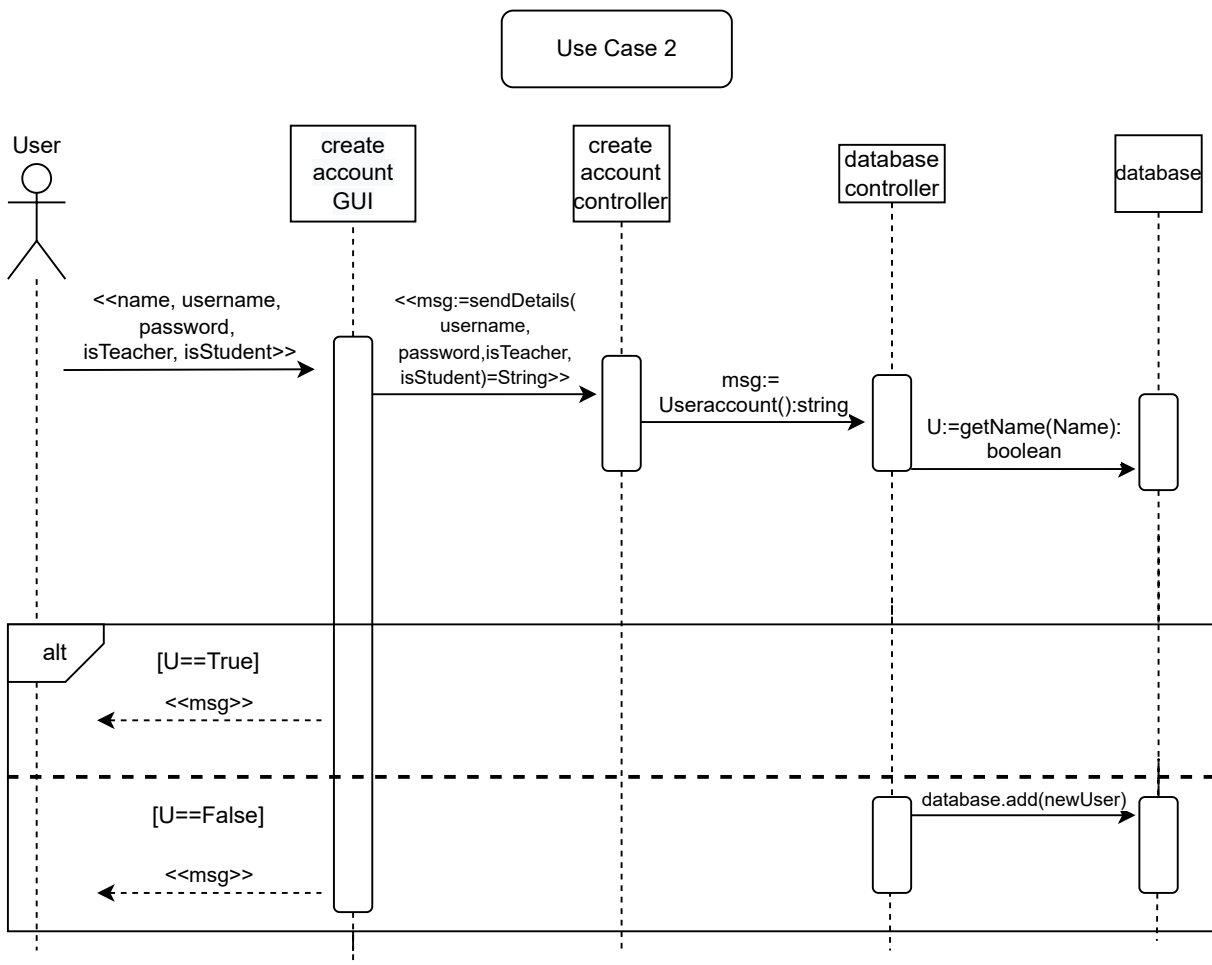 Use Case 2
User
create
account
GUI
create
account
controller
database
controller
database
<<name, username,
password,
isTeacher, isStudent>>
<<msg:=sendDetails(
username,
password,isTeacher,
isStudent)=String>>
msg:=
Useraccount():string
U:=getName(Name):
boolean
alt
[U==True]
<<msg>>
[U==False]
database.add(newUser)
<<msg>>